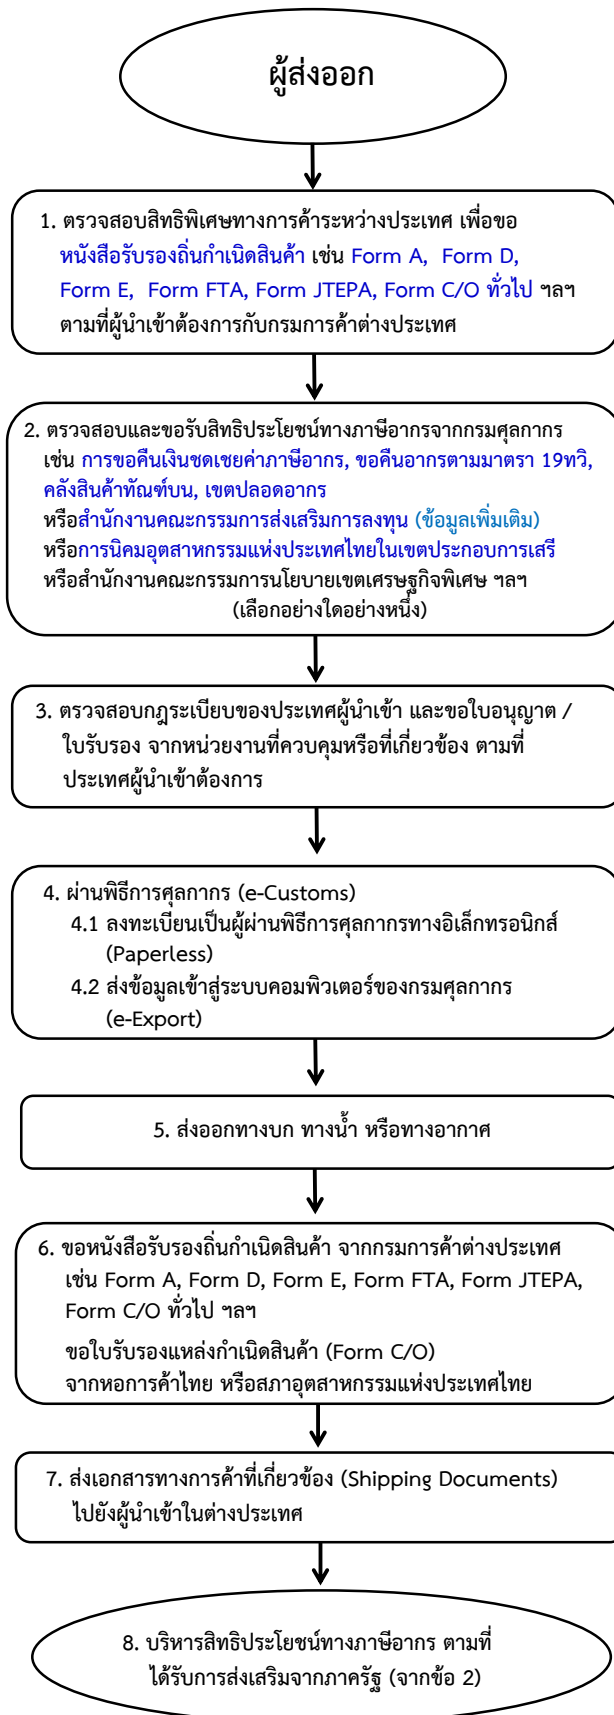 ผู้ส่งออก
1. ตรวจสอบสิทธิพิเศษทางการค้าระหว่างประเทศ เพื่อขอ
หนังสือรับรองถิ่นกำเนิดสินค้า เช่น Form A, Form D,
Form E, Form FTA, Form JTEPA, Form C/O ทั่วไป ฯลฯ
ตามที่ผู้นำเข้าต้องการกับกรมการค้าต่างประเทศ
2. ตรวจสอบและขอรับสิทธิประโยชน์ทางภาษีอากรจากกรมศุลกากร
เช่น การขอคืนเงินชดเชยค่าภาษีอากร, ขอคืนอากรตามมาตรา 19ทวิ,
คลังสินค้าทัณฑ์บน, เขตปลอดอากร
หรือสำนักงานคณะกรรมการส่งเสริมการลงทุน (ข้อมูลเพิ่มเติม)
หรือการนิคมอุตสาหกรรมแห่งประเทศไทยในเขตประกอบการเสรี
หรือสำนักงานคณะกรรมการนโยบายเขตเศรษฐกิจพิเศษ ฯลฯ
(เลือกอย่างใดอย่างหนึ่ง)
3. ตรวจสอบกฎระเบียบของประเทศผู้นำเข้า และขอใบอนุญาต /
ใบรับรอง จากหน่วยงานที่ควบคุมหรือที่เกี่ยวข้อง ตามที่
ประเทศผู้นำเข้าต้องการ
4. ผ่านพิธีการศุลกากร (e-Customs)
4.1 ลงทะเบียนเป็นผู้ผ่านพิธีการศุลกากรทางอิเล็กทรอนิกส์
(Paperless)
4.2 ส่งข้อมูลเข้าสู่ระบบคอมพิวเตอร์ของกรมศุลกากร
(e-Export)
5. ส่งออกทางบก ทางน้ำ หรือทางอากาศ
6. ขอหนังสือรับรองถิ่นกำเนิดสินค้า จากกรมการค้าต่างประเทศ
เช่น Form A, Form D, Form E, Form FTA, Form JTEPA,
Form C/O ทั่วไป ฯลฯ
ขอใบรับรองแหล่งกำเนิดสินค้า (Form C/O)
จากหอการค้าไทย หรือสภาอุตสาหกรรมแห่งประเทศไทย
7. ส่งเอกสารทางการค้าที่เกี่ยวข้อง (Shipping Documents)
ไปยังผู้นำเข้าในต่างประเทศ
8. บริหารสิทธิประโยชน์ทางภาษีอากร ตามที่
ได้รับการส่งเสริมจากภาครัฐ (จากข้อ 2)